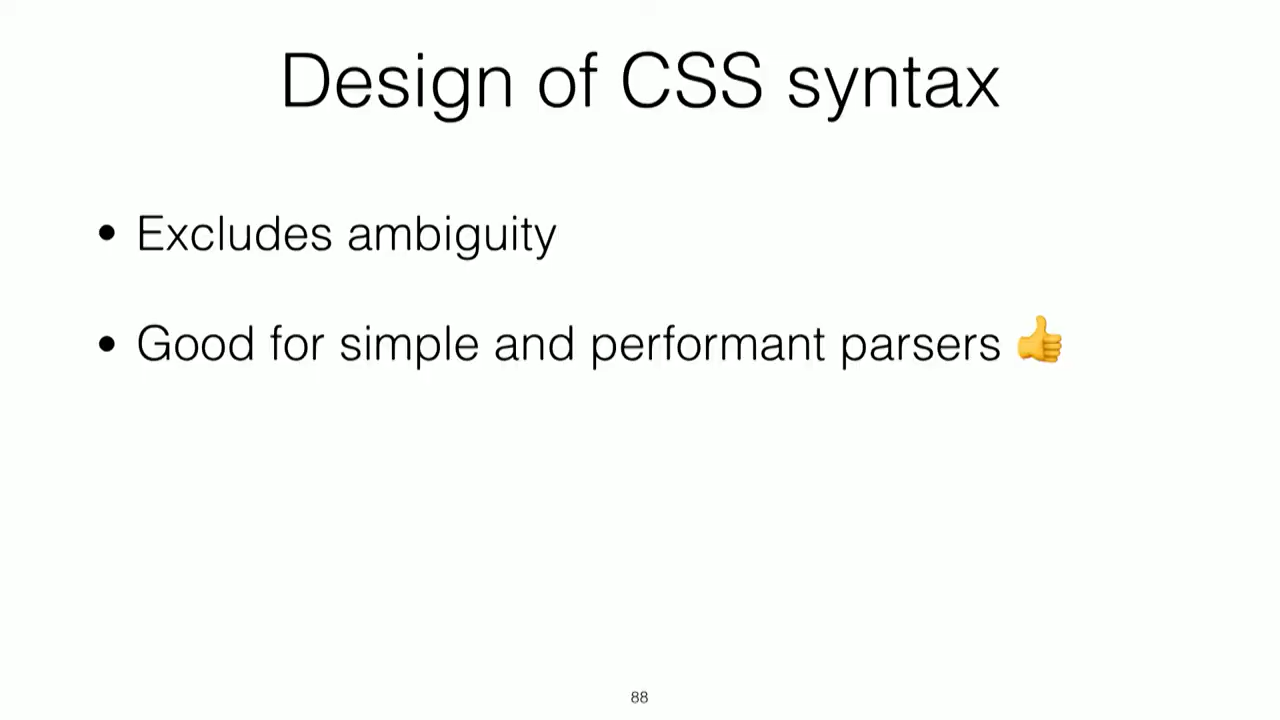 Design of CSS syntax
• Excludes ambiguity
• Good for simple and performant parsers 👍
88